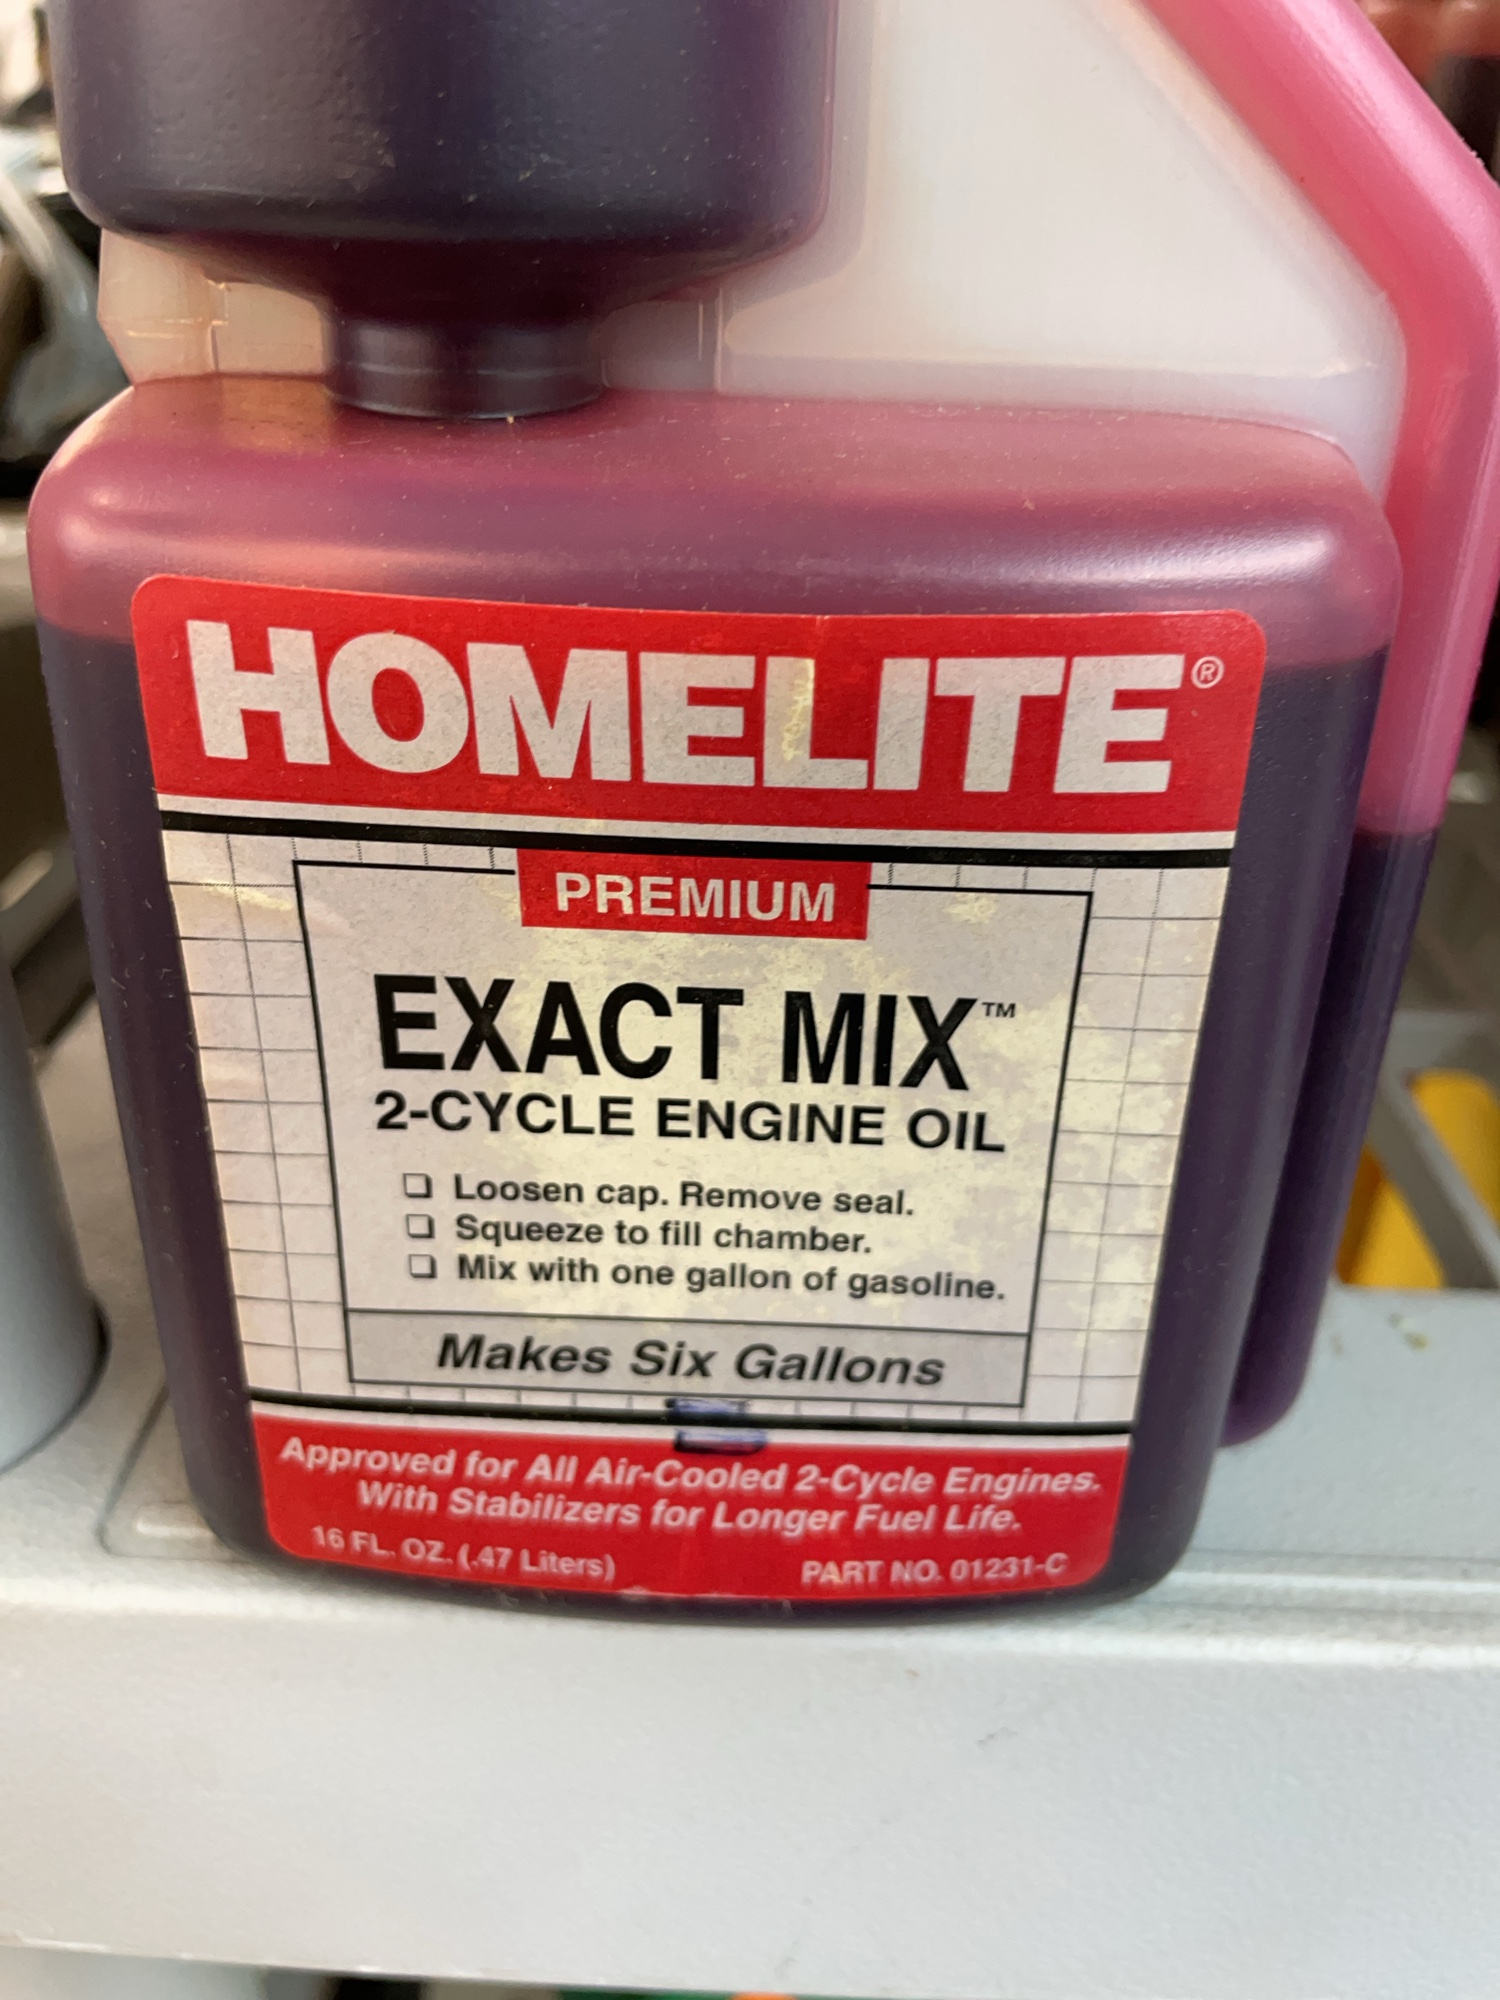 HOMELITE®
PREMIUM
EXACT MIX™
2-CYCLE ENGINE OIL
❑ Loosen cap. Remove seal.
❑ Squeeze to fill chamber.
❑ Mix with one gallon of gasoline.
Makes Six Gallons
Approved for All Air-Cooled 2-Cycle Engines.
With Stabilizers for Longer Fuel Life.
16 FL. OZ. (.47 Liters) PART NO. 01231-C